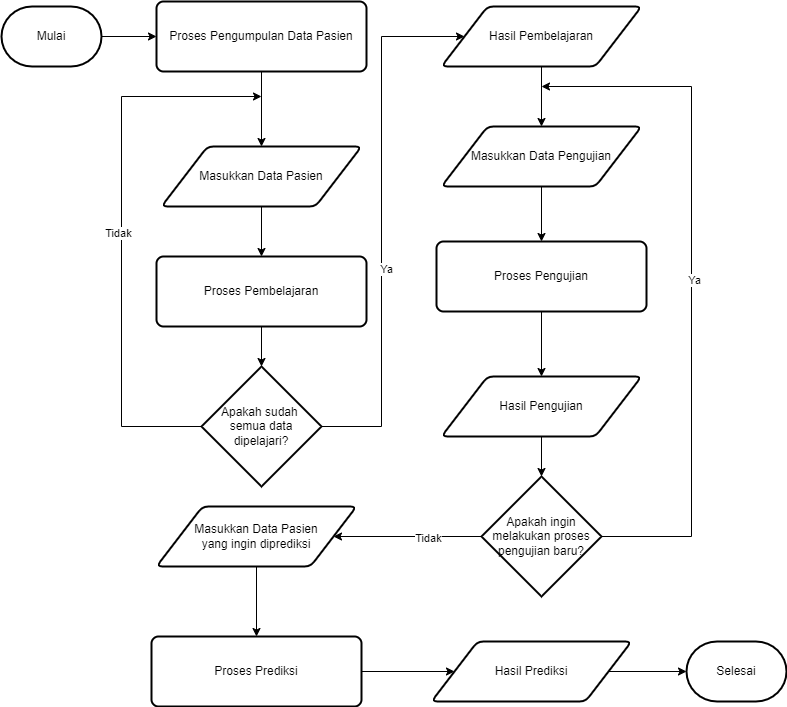 Mulai
Proses Pengumpulan Data Pasien
Masukkan Data Pasien
Tidak
Proses Pembelajaran
Apakah sudah
semua data
dipelajari?
Ya
Hasil Pembelajaran
Masukkan Data Pengujian
Proses Pengujian
Ya
Hasil Pengujian
Apakah ingin
melakukan proses
pengujian baru?
Tidak
Masukkan Data Pasien
yang ingin diprediksi
Proses Prediksi
Hasil Prediksi
Selesai